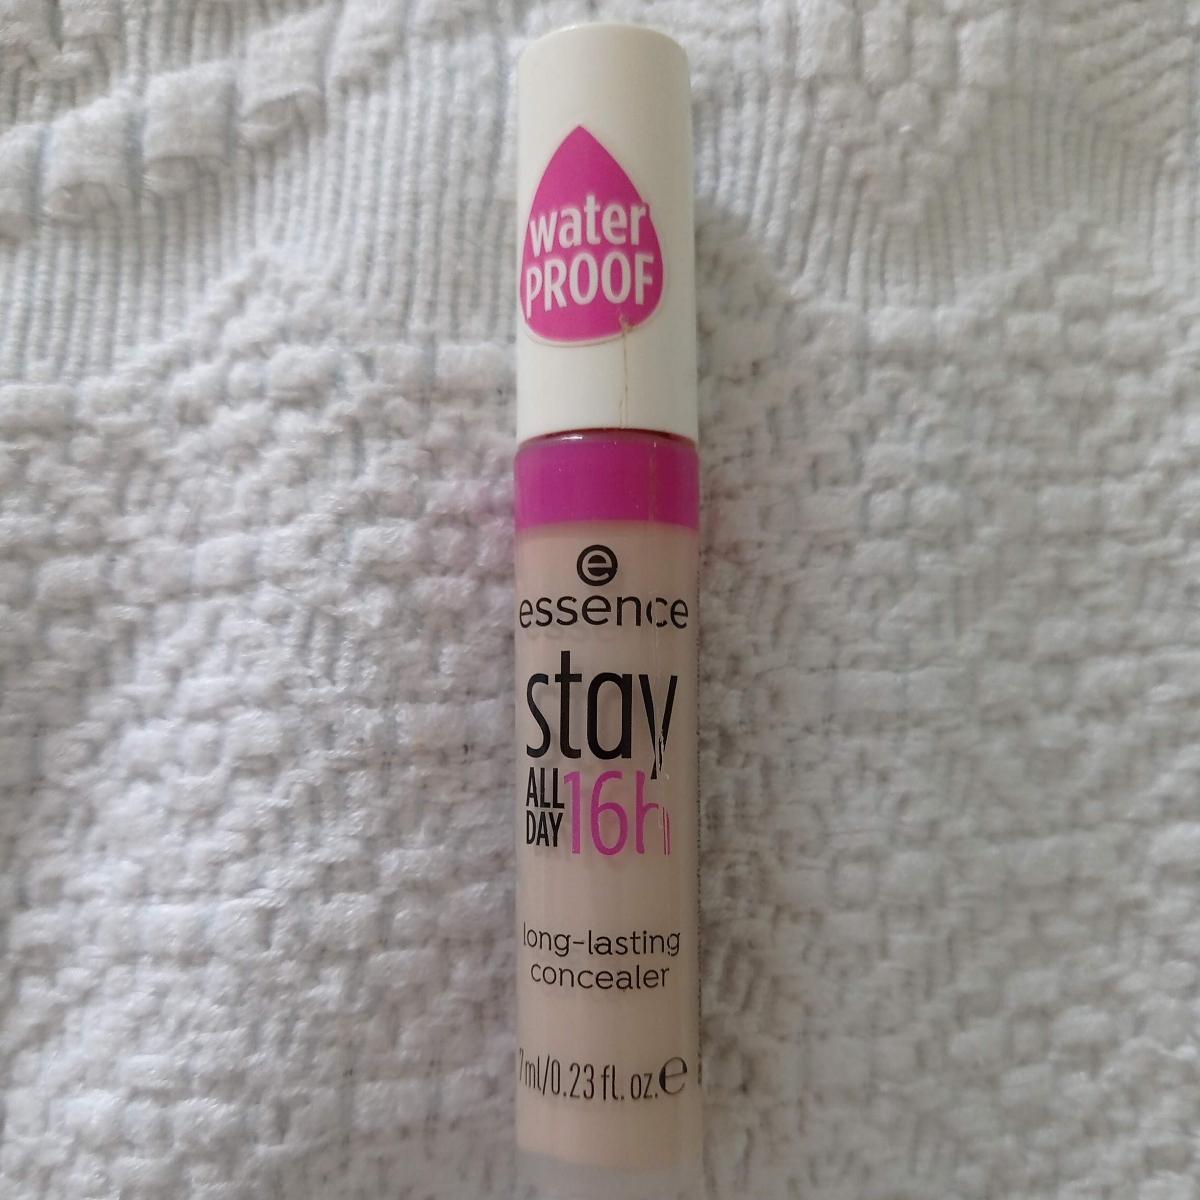 water
PROOF
e
essence
stay
ALL
DAY
16h
long-lasting
concealer
7ml/0.23 fl. oz. e